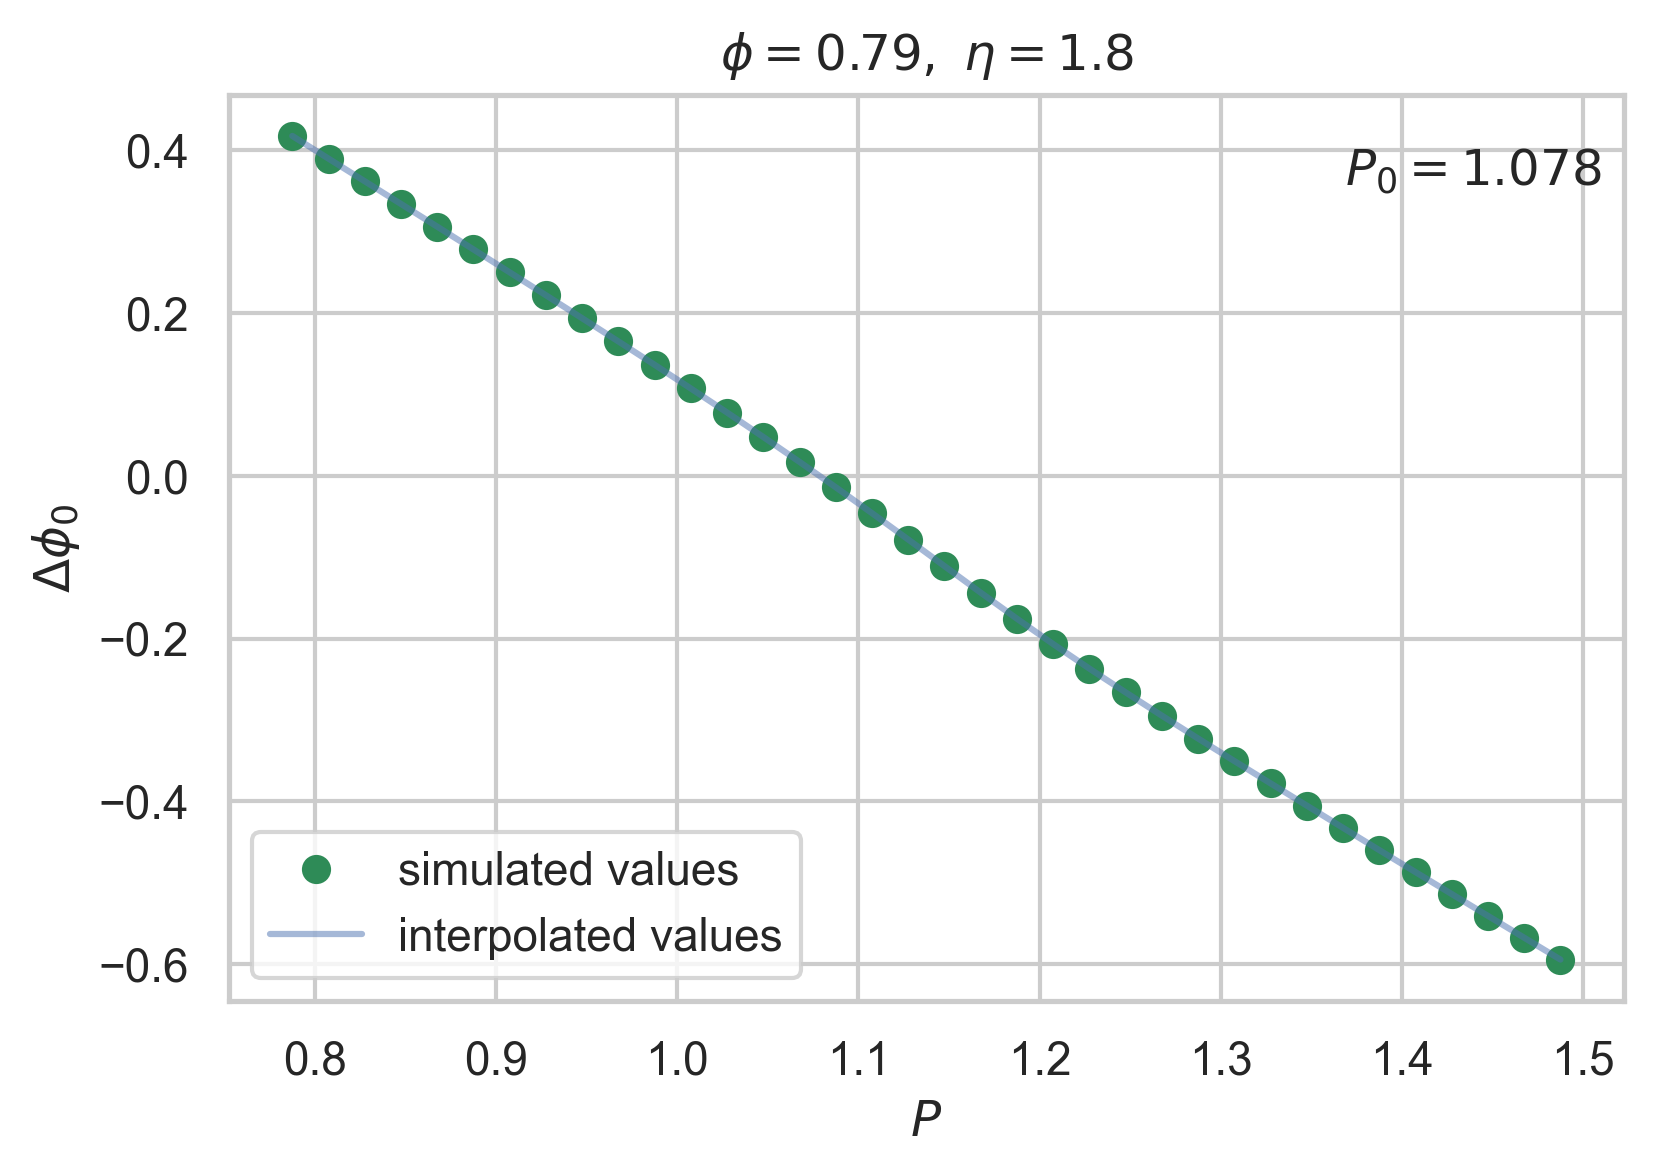 ϕ = 0.79, η = 1.8
P₀ = 1.078
0.4
0.2
0.0
−0.2
−0.4
−0.6
Δϕ₀
simulated values
interpolated values
0.8 0.9 1.0 1.1 1.2 1.3 1.4 1.5
P